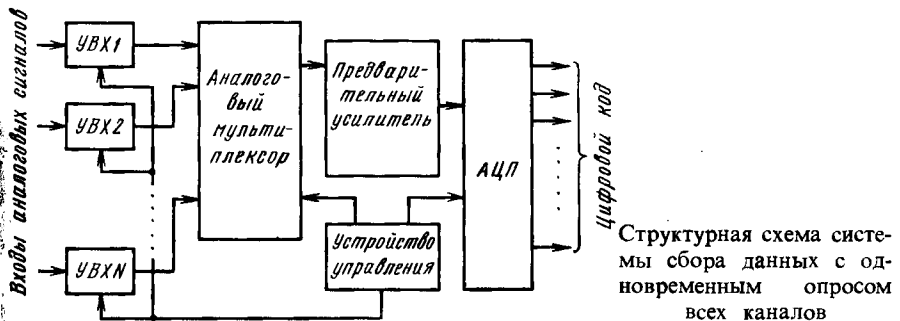 Входы аналоговых сигналов
УВХ1
УВХ2
УВХN
Аналого-
вый
мульти-
плексор
Предвари-
тельный
усилитель
Устройство
управления
АЦП
Цифровой код
Структурная схема систе-
мы сбора данных с од-
новременным опросом
всех каналов